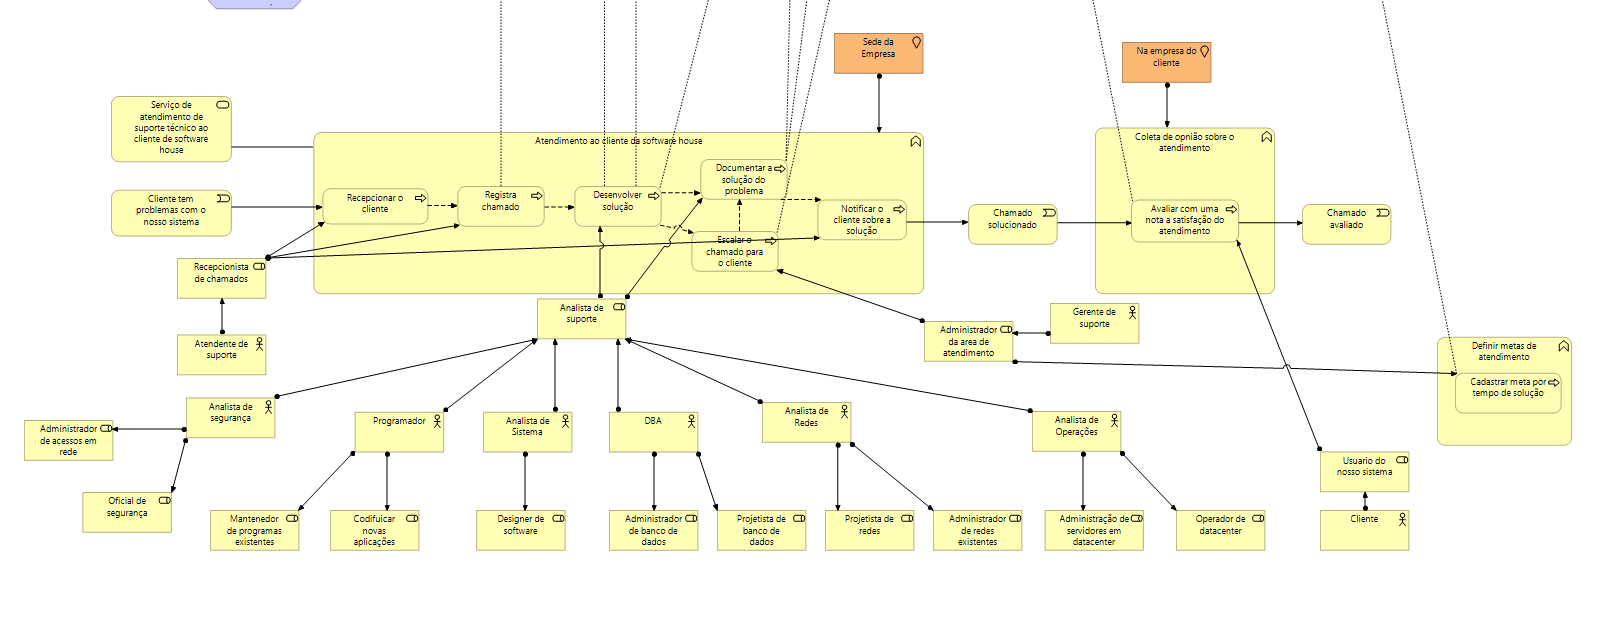 Sede da
Empresa
Na empresa do
cliente
Serviço de
atendimento de
suporte técnico ao
cliente de software
house
Atendimento ao cliente da software house
Coleta de opnião sobre o
atendimento
Cliente tem
problemas com o
nosso sistema
Recepcionar o
cliente
Registra
chamado
Desenvolver
solução
Documentar a
solução do
problema
Escalar o
chamado para
o cliente
Notificar o
cliente sobre a
solução
Chamado
solucionado
Avaliar com uma
nota a satisfação do
atendimento
Chamado
avaliado
Recepcionista
de chamados
Atendente de
suporte
Analista de
suporte
Administrador
da area de
atendimento
Gerente de
suporte
Definir metas de
atendimento
Cadastrar meta por
tempo de solução
Analista de
segurança
Programador
Analista de
Sistema
DBA
Analista de
Redes
Analista de
Operações
Administrador
de acessos em
rede
Oficial de
segurança
Mantenedor
de programas
existentes
Codifuicar
novas
aplicações
Designer de
software
Administrador
de banco de
dados
Projetista de
banco de
dados
Projetista de
redes
Administrador
de redes
existentes
Administração de
servidores em
datacenter
Operador de
datacenter
Usuario do
nosso sistema
Cliente